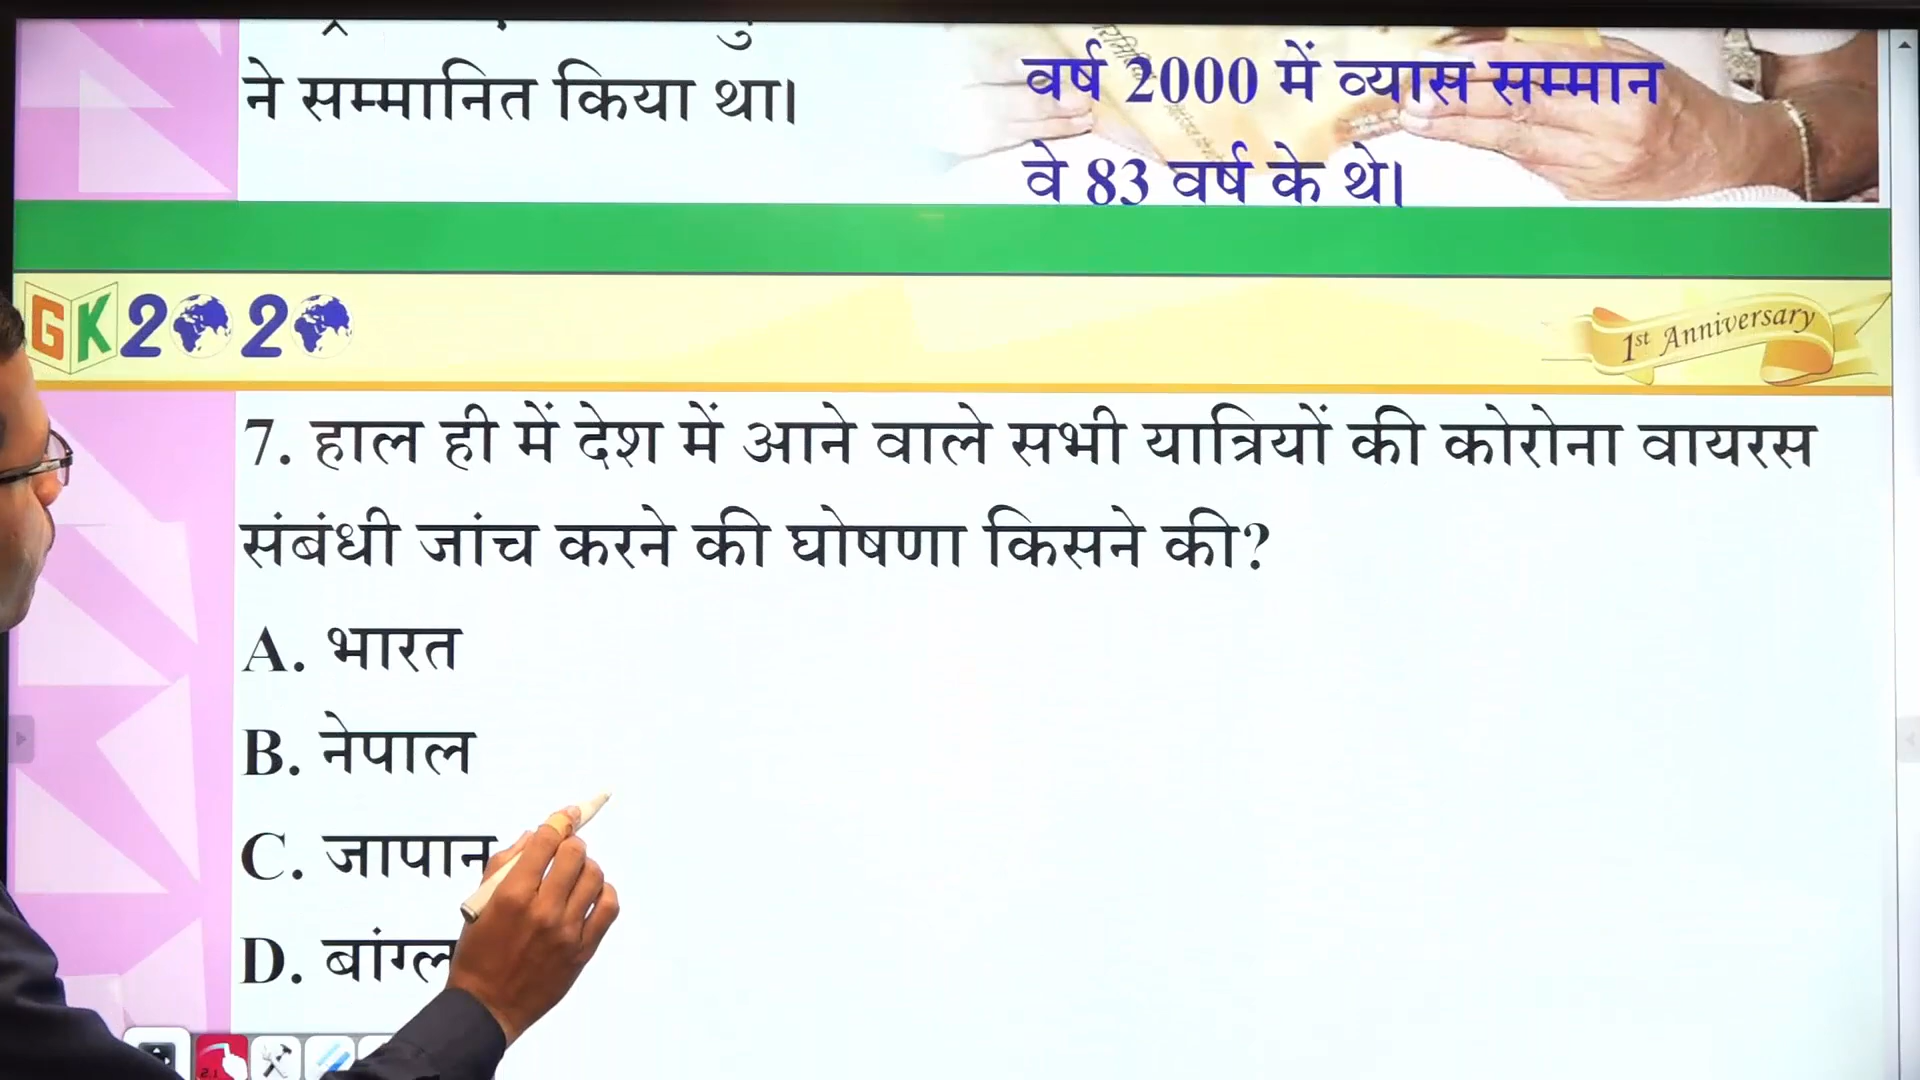 ने सम्मानित किया था।
वर्ष 2000 में व्यास सम्मान
वे 83 वर्ष के थे।
GK2020
1st Anniversary
7. हाल ही में देश में आने वाले सभी यात्रियों की कोरोना वायरस
संबंधी जांच करने की घोषणा किसने की?
A. भारत
B. नेपाल
C. जापान
D.